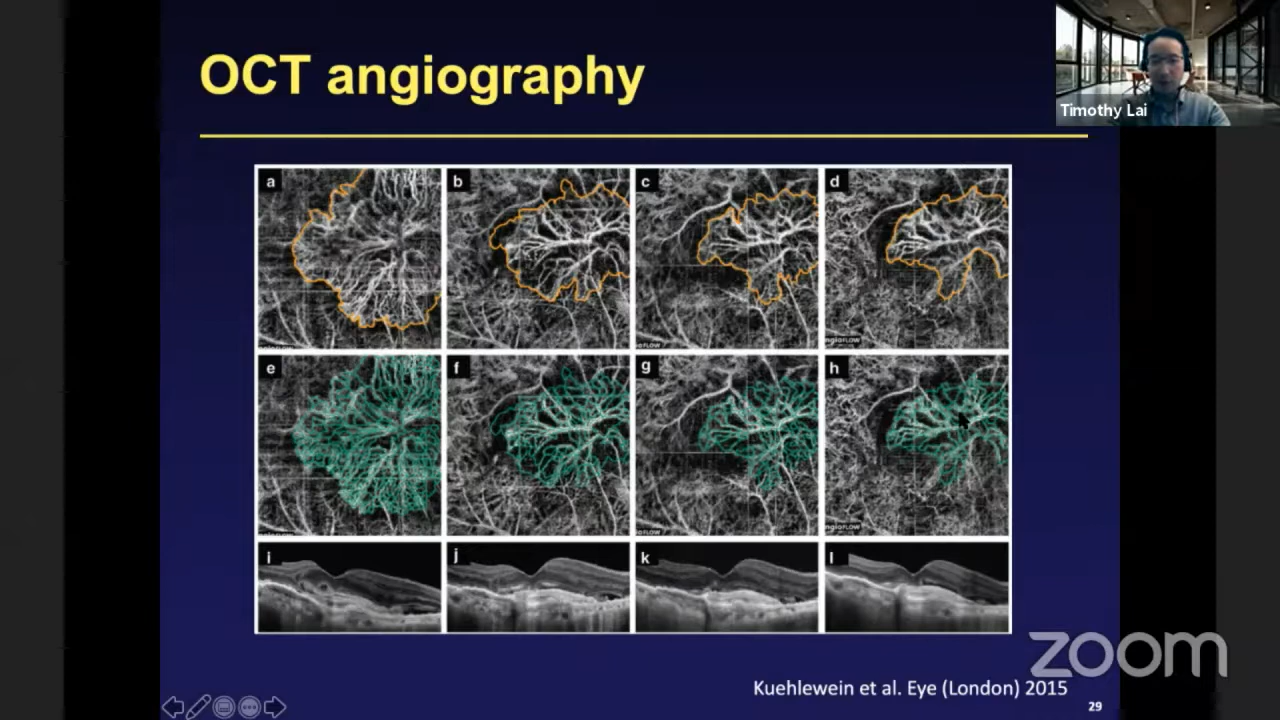 OCT angiography
Timothy Lai
a
b
c
d
e
f
g
h
i
j
k
l
zoom
Kuehlewein et al. Eye (London) 2015
29